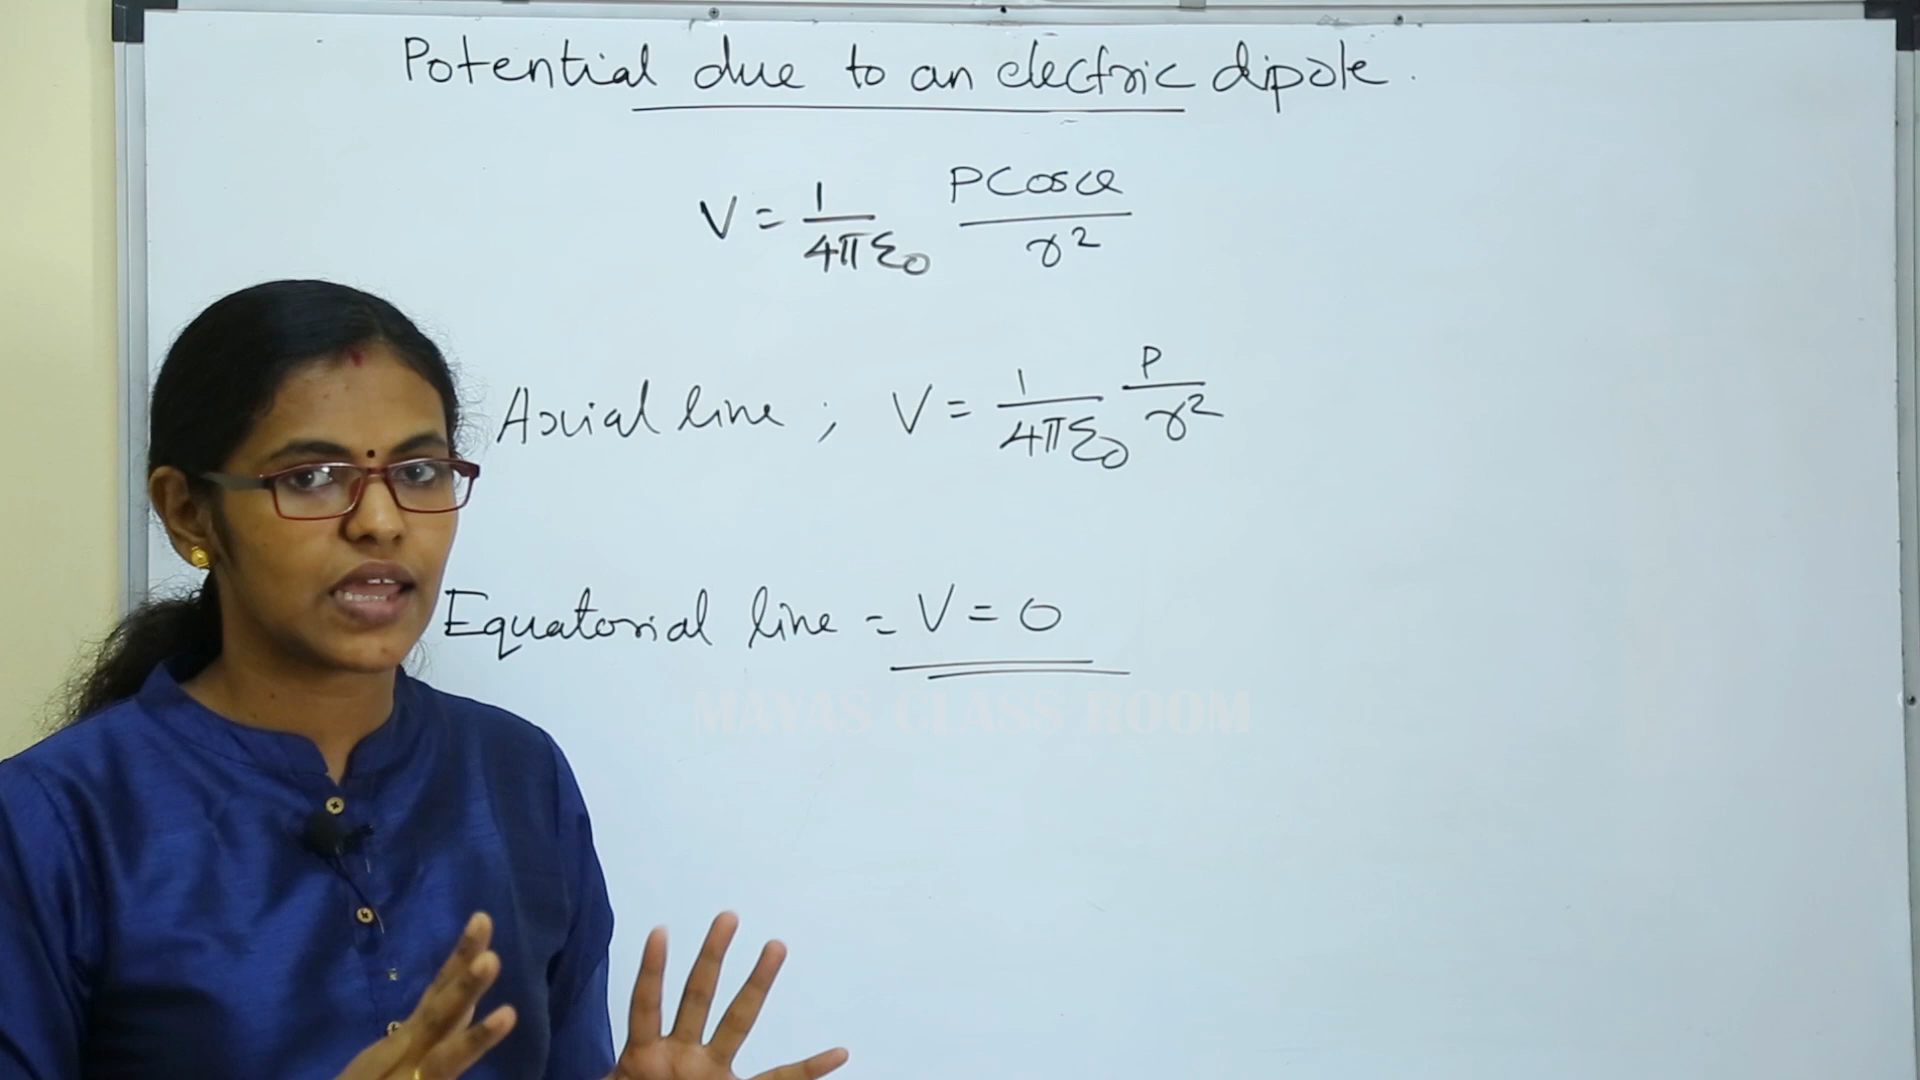 Potential due to an electric dipole.
V = 1/4πε₀ PCosθ/r²
Axial line ; V = 1/4πε₀ P/r²
Equatorial line = V = 0
MAYAS CLASS ROOM